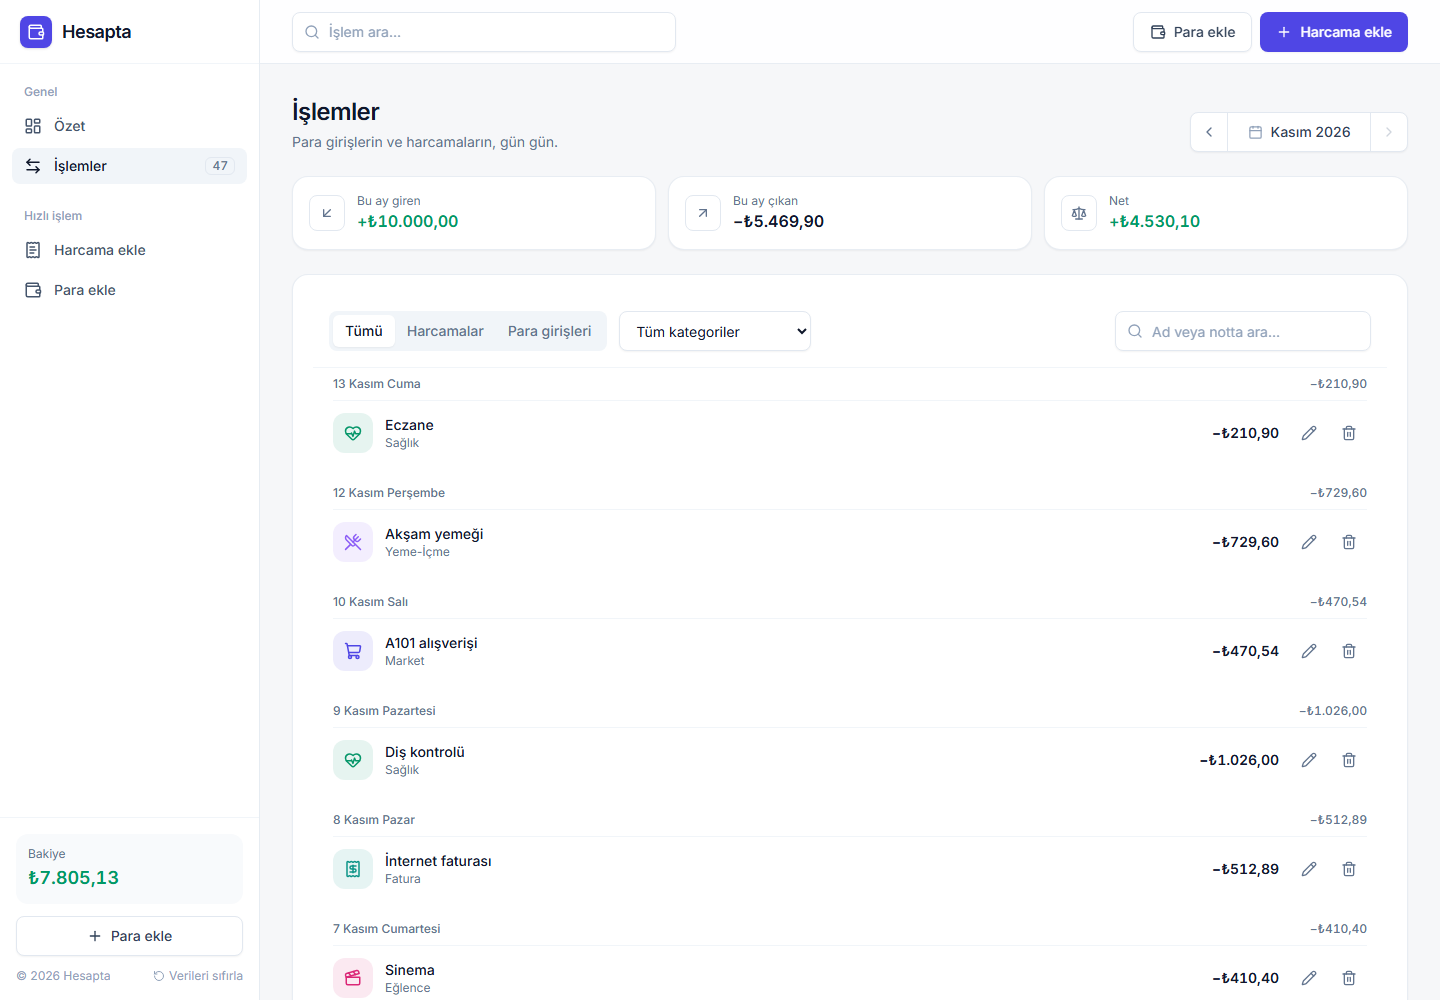 Hesapta
İşlem ara...
Para ekle
Harcama ekle
Genel
Özet
İşlemler
47
Hızlı işlem
Harcama ekle
Para ekle
Bakiye
₺7.805,13
Para ekle
© 2026 Hesapta
Verileri sıfırla
İşlemler
Para girişlerin ve harcamaların, gün gün.
Kasım 2026
Bu ay giren
+₺10.000,00
Bu ay çıkan
−₺5.469,90
Net
+₺4.530,10
Tümü
Harcamalar
Para girişleri
Tüm kategoriler
Ad veya notta ara...
13 Kasım Cuma
−₺210,90
Eczane
Sağlık
−₺210,90
12 Kasım Perşembe
−₺729,60
Akşam yemeği
Yeme-İçme
−₺729,60
10 Kasım Salı
−₺470,54
A101 alışverişi
Market
−₺470,54
9 Kasım Pazartesi
−₺1.026,00
Diş kontrolü
Sağlık
−₺1.026,00
8 Kasım Pazar
−₺512,89
İnternet faturası
Fatura
−₺512,89
7 Kasım Cumartesi
−₺410,40
Sinema
Eğlence
−₺410,40